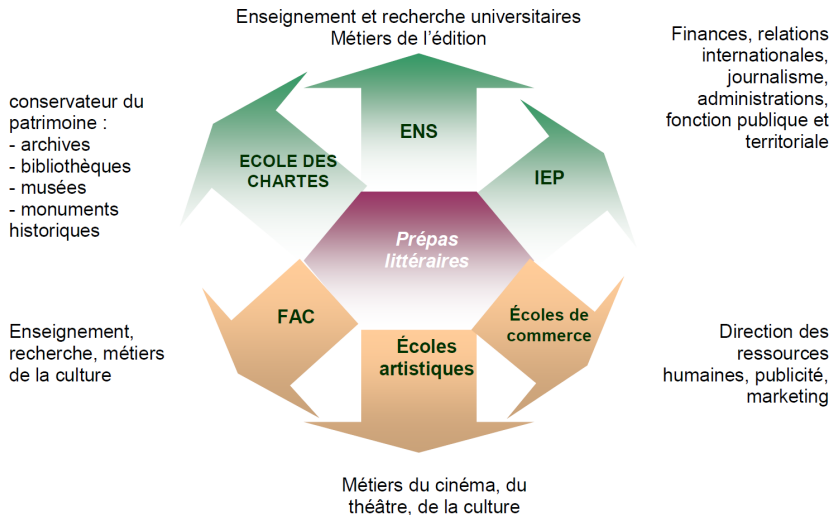 Enseignement et recherche universitaires
Métiers de l'édition
Finances, relations
internationales,
journalisme,
administrations,
fonction publique et
territoriale
conservateur du
patrimoine :
- archives
- bibliothèques
- musées
- monuments
historiques
ENS
ECOLE DES
CHARTES
IEP
Prépas
littéraires
FAC
Écoles de
commerce
Écoles
artistiques
Enseignement,
recherche, métiers
de la culture
Direction des
ressources
humaines, publicité,
marketing
Métiers du cinéma, du
théâtre, de la culture